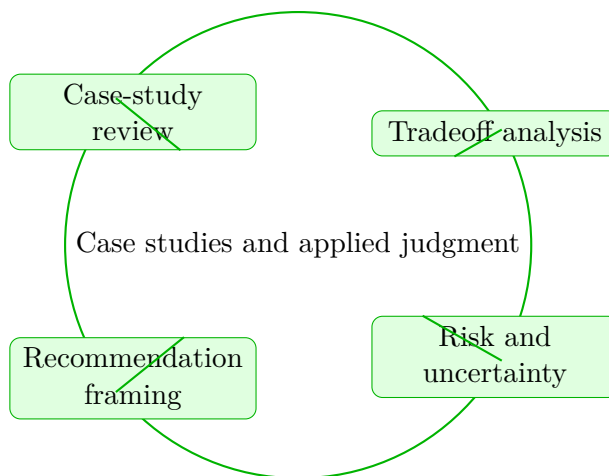 Case-study
review
Tradeoff analysis
Case studies and applied judgment
Recommendation
framing
Risk and
uncertainty